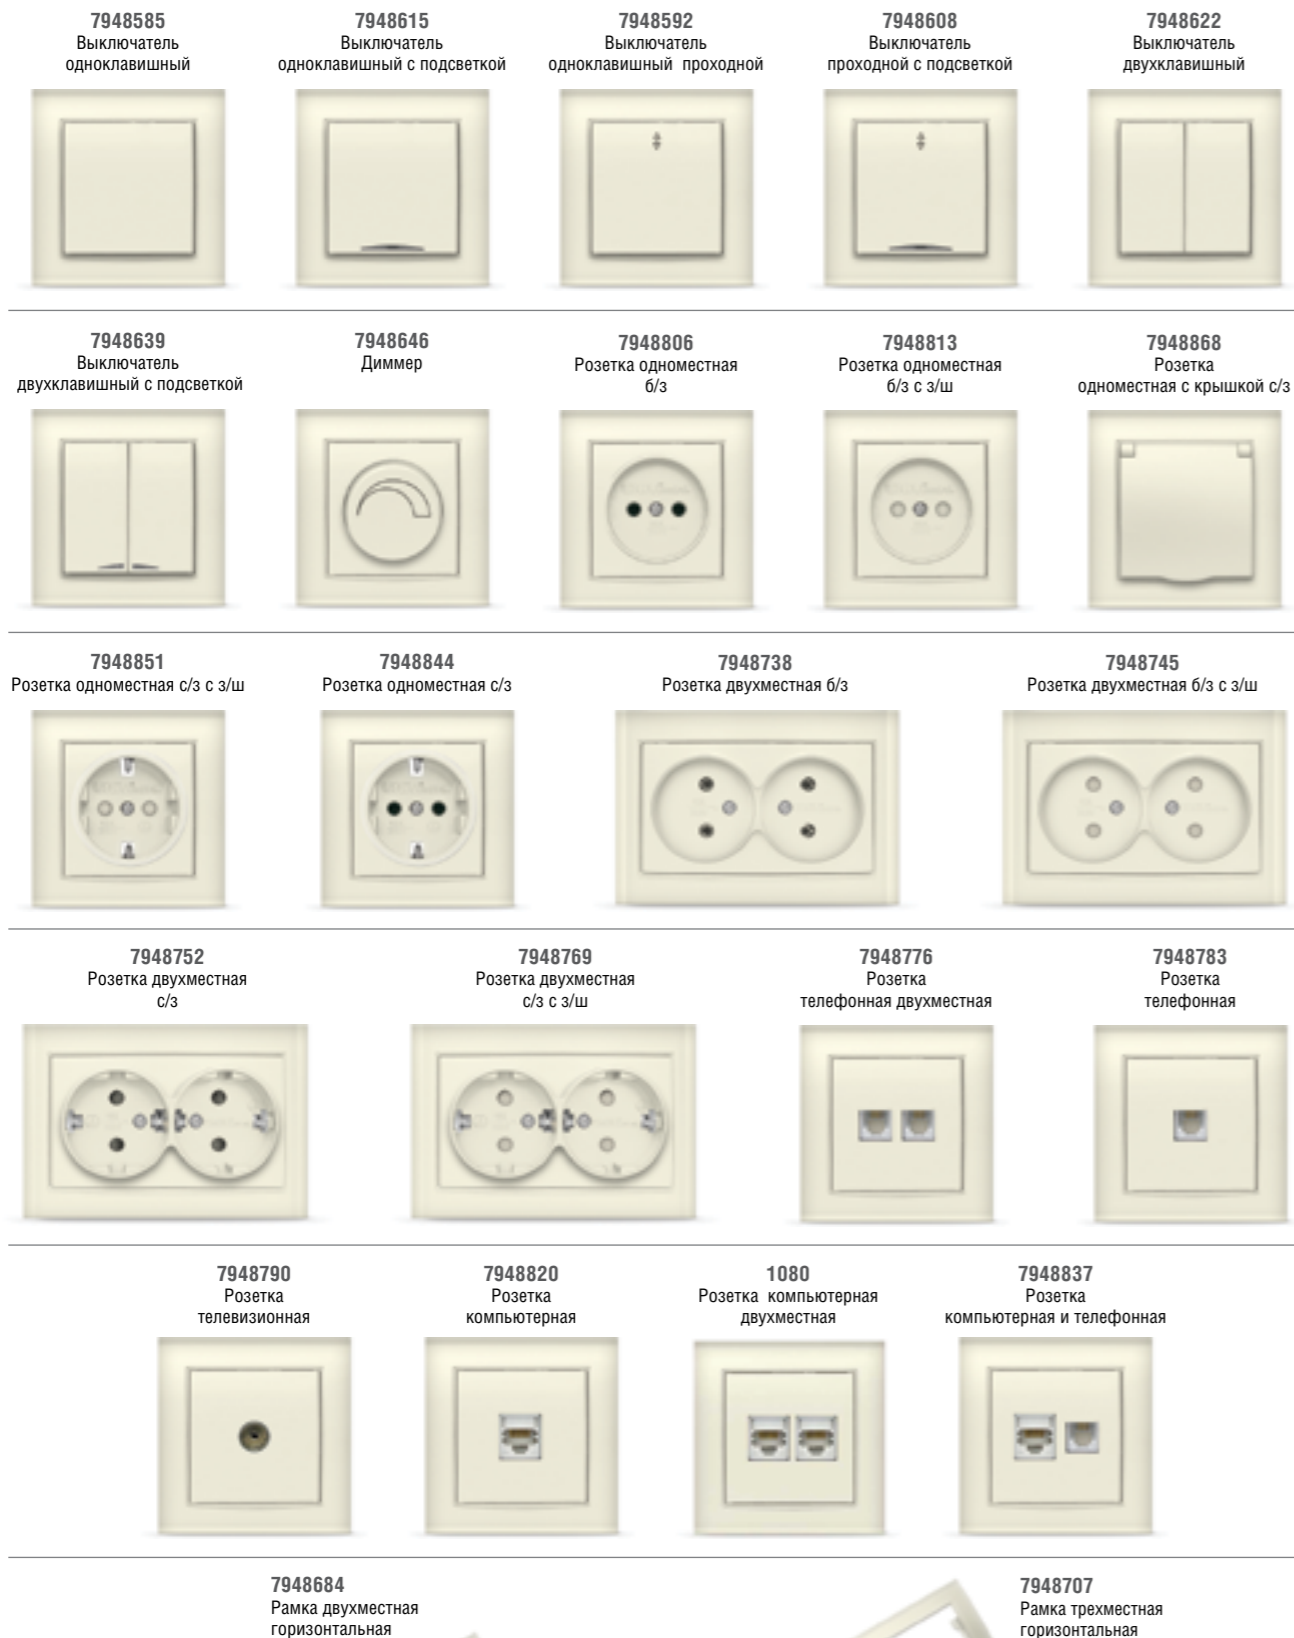 7948585
Выключатель
одноклавишный
7948615
Выключатель
одноклавишный с подсветкой
7948592
Выключатель
одноклавишный проходной
7948608
Выключатель
проходной с подсветкой
7948622
Выключатель
двухклавишный
7948639
Выключатель
двухклавишный с подсветкой
7948646
Диммер
7948806
Розетка одноместная
б/з
7948813
Розетка одноместная
б/з с з/ш
7948868
Розетка
одноместная с крышкой с/з
7948851
Розетка одноместная с/з с з/ш
7948844
Розетка одноместная с/з
7948738
Розетка двухместная б/з
7948745
Розетка двухместная б/з с з/ш
7948752
Розетка двухместная
с/з
7948769
Розетка двухместная
с/з с з/ш
7948776
Розетка
телефонная двухместная
7948783
Розетка
телефонная
7948790
Розетка
телевизионная
7948820
Розетка
компьютерная
1080
Розетка компьютерная
двухместная
7948837
Розетка
компьютерная и телефонная
7948684
Рамка двухместная
горизонтальная
7948707
Рамка трехместная
горизонтальная